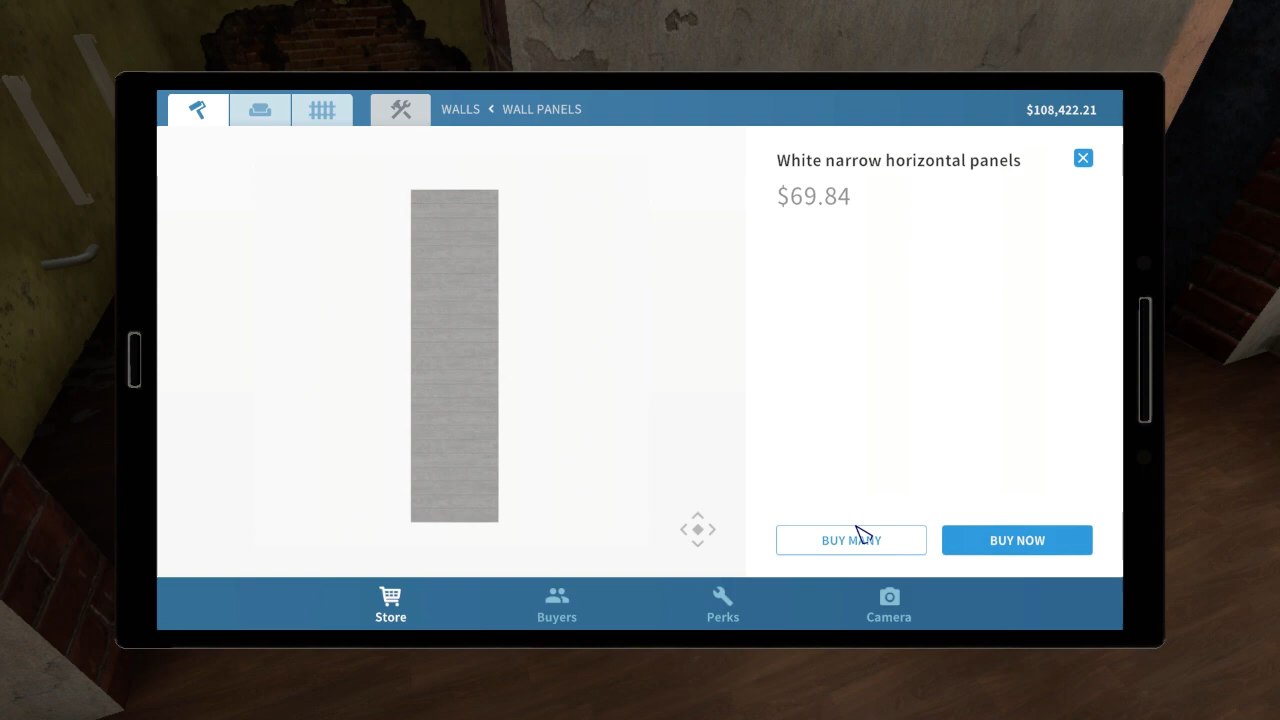 WALLS < WALL PANELS
$108,422.21
White narrow horizontal panels
$69.84
BUY MANY
BUY NOW
Store
Buyers
Perks
Camera